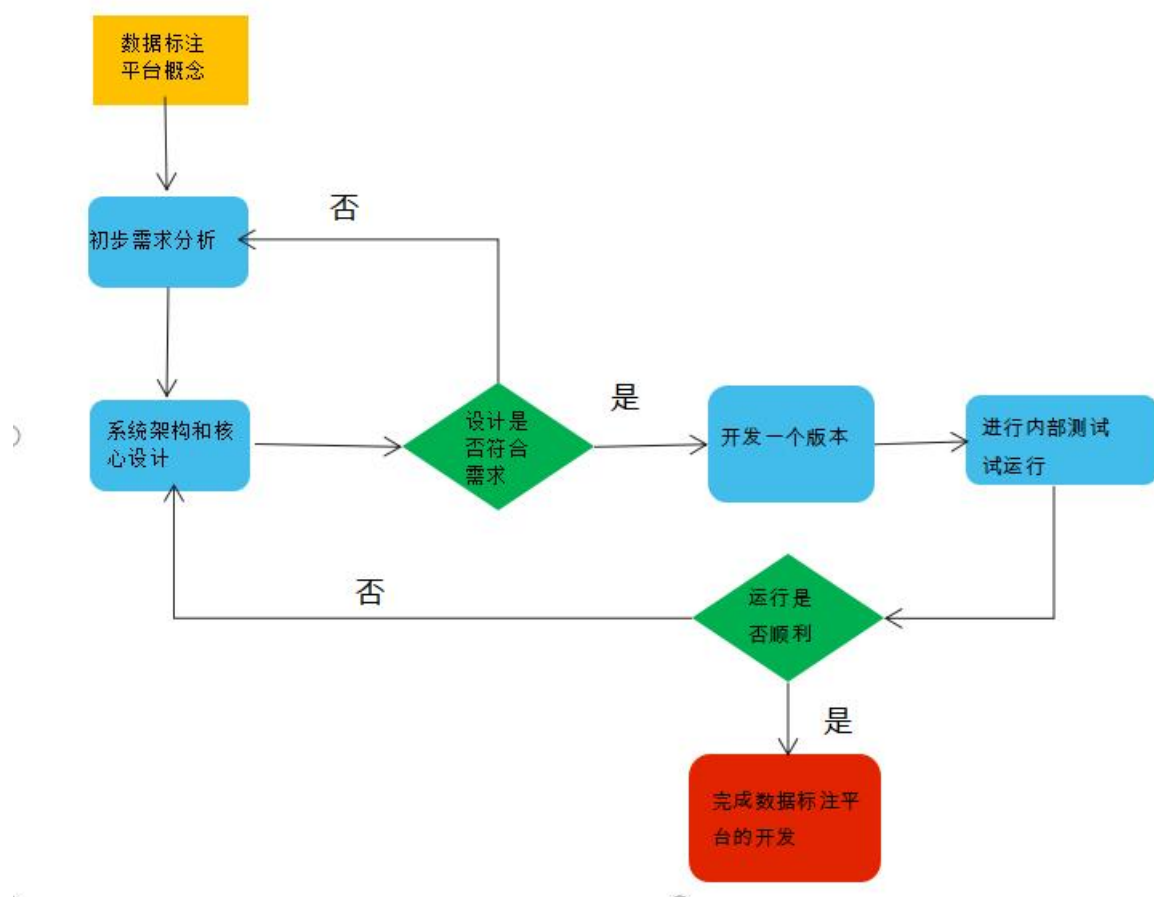 数据标注
平台概念
否
初步需求分析
系统架构和核
心设计
设计是
否符合
需求
是
开发一个版本
进行内部测试
试运行
否
运行是
否顺利
是
完成数据标注平
台的开发